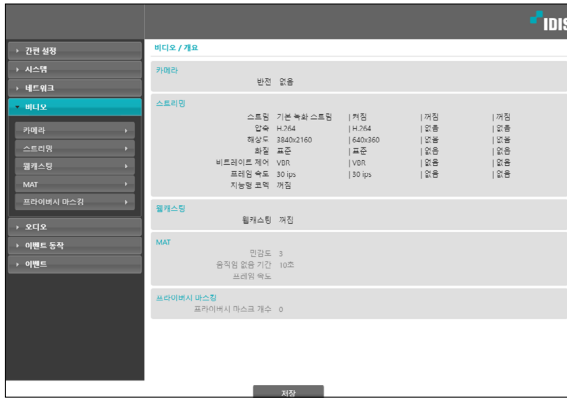 IDIS
간편 설정
시스템
네트워크
비디오
카메라
스트리밍
웹캐스팅
MAT
프라이버시 마스킹
오디오
이벤트 동작
이벤트
비디오 / 개요
카메라
반전 없음
스트리밍
스트림 기본 녹화 스트림 | 켜짐 | 꺼짐 | 꺼짐
압축 H.264 | H.264 | 없음 | 없음
해상도 3840x2160 | 640x360 | 없음 | 없음
화질 표준 | 표준 | 없음 | 없음
비트레이트 제어 VBR | VBR | 없음 | 없음
프레임 속도 30 ips | 30 ips | 없음 | 없음
지능형 코덱 꺼짐
웹캐스팅
웹캐스팅 꺼짐
MAT
민감도 3
움직임 없음 기간 10초
프레임 속도
프라이버시 마스킹
프라이버시 마스크 개수 0
저장